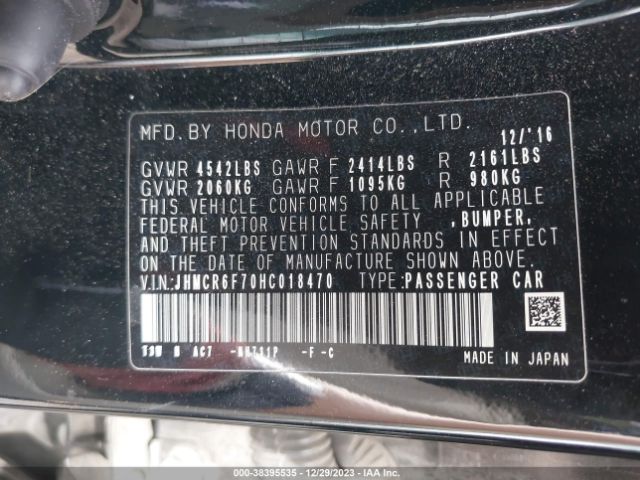 MFD.BY HONDA MOTOR CO.,LTD. 12/'16
GVWR 4542LBS GAWR F 2414LBS R 2161LBS
GVWR 2060KG GAWR F 1095KG R 980KG
THIS VEHICLE CONFORMS TO ALL APPLICABLE
FEDERAL MOTOR VEHICLE SAFETY ,BUMPER,
AND THEFT PREVENTION STANDARDS IN EFFECT
ON THE DATE OF MANUFACTURE SHOWN ABOVE.
V.I.N:JHMCR6F70HC018470 TYPE:PASSENGER CAR
ACT -F -C
MADE IN JAPAN
000-38395535 - 12/29/2023 - IAA Inc.